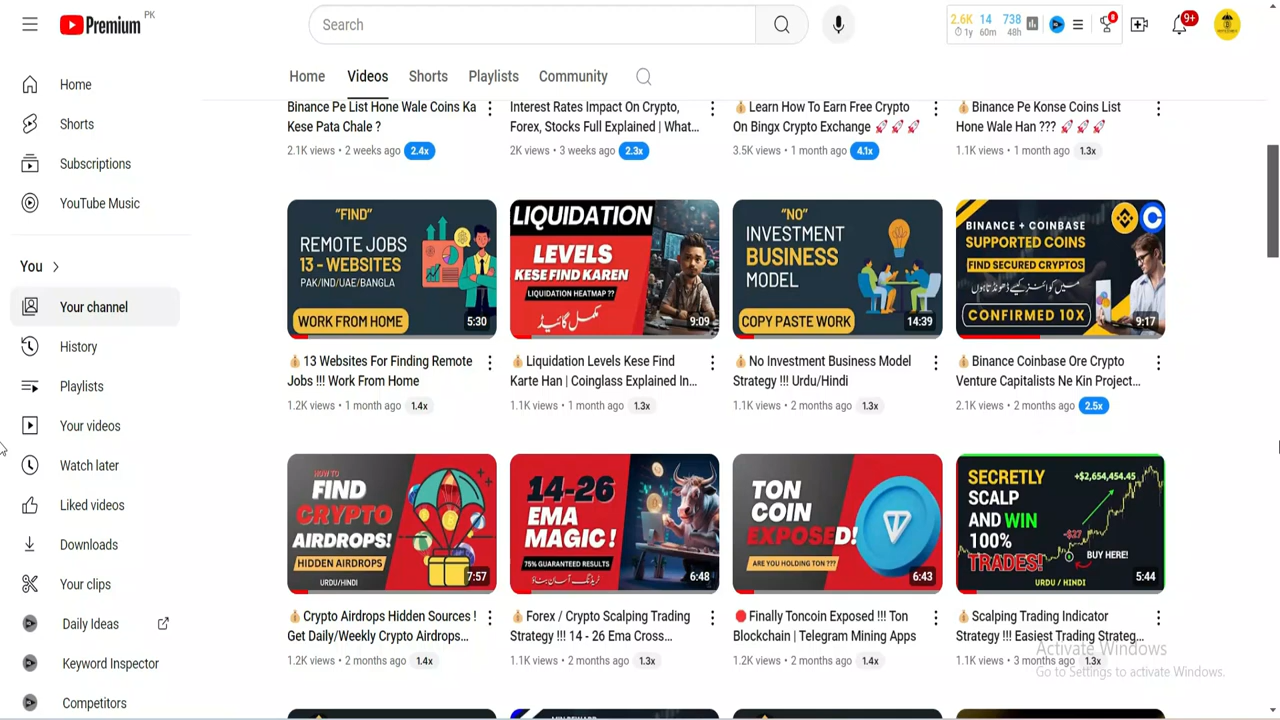 Premium PK
Search
2.6K 14 738
1y 60m 48h
8
9+
Home Videos Shorts Playlists Community
Home
Shorts
Subscriptions
YouTube Music
You
Your channel
History
Playlists
Your videos
Watch later
Liked videos
Downloads
Your clips
Daily Ideas
Keyword Inspector
Competitors
Binance Pe List Hone Wale Coins Ka
Kese Pata Chale ?
2.1K views • 2 weeks ago 2.4x
Interest Rates Impact On Crypto,
Forex, Stocks Full Explained | What...
2K views • 3 weeks ago 2.3x
💰Learn How To Earn Free Crypto
On Bingx Crypto Exchange 🚀🚀🚀
3.5K views • 1 month ago 4.1x
💰Binance Pe Konse Coins List
Hone Wale Han ??? 🚀🚀🚀
1.1K views • 1 month ago 1.3x
"FIND"
REMOTE JOBS
13 - WEBSITES
PAK/IND/UAE/BANGLA
WORK FROM HOME
5:30
💰13 Websites For Finding Remote
Jobs !!! Work From Home
1.2K views • 1 month ago 1.4x
LIQUIDATION
LEVELS
KESE FIND KAREN
LIQUIDATION HEATMAP ??
مکمل گائیڈ
9:09
💰Liquidation Levels Kese Find
Karte Han | Coinglass Explained In...
1.1K views • 1 month ago 1.3x
"NO"
INVESTMENT
BUSINESS
MODEL
COPY PASTE WORK
14:39
💰No Investment Business Model
Strategy !!! Urdu/Hindi
1.1K views • 2 months ago 1.3x
BINANCE + COINBASE
SUPPORTED COINS
FIND SECURED CRYPTOS
میں کوائنز کیسے ڈھونڈتا ہوں
CONFIRMED 10X
9:17
💰Binance Coinbase Ore Crypto
Venture Capitalists Ne Kin Project...
2.1K views • 2 months ago 2.5x
HOW TO
FIND
CRYPTO
AIRDROPS!
HIDDEN AIRDROPS
URDU/HINDI
7:57
💰Crypto Airdrops Hidden Sources !
Get Daily/Weekly Crypto Airdrops...
1.2K views • 2 months ago 1.4x
14-26
EMA
MAGIC!
75% GUARANTEED RESULTS
ٹریڈنگ آسان بناؤ
6:48
💰Forex / Crypto Scalping Trading
Strategy !!! 14 - 26 Ema Cross...
1.1K views • 2 months ago 1.3x
TON
COIN
EXPOSED!
ARE YOU HOLDING TON ???
6:43
🔴Finally Toncoin Exposed !!! Ton
Blockchain | Telegram Mining Apps
1.2K views • 2 months ago 1.4x
SECRETLY
SCALP
AND WIN
100%
TRADES!
+$2,654,454.45
-$27
BUY HERE!
URDU / HINDI
5:44
💰Scalping Trading Indicator
Strategy !!! Easiest Trading Strateg...
1.1K views • 3 months ago 1.3x
Activate Windows
Go to Settings to activate Windows.